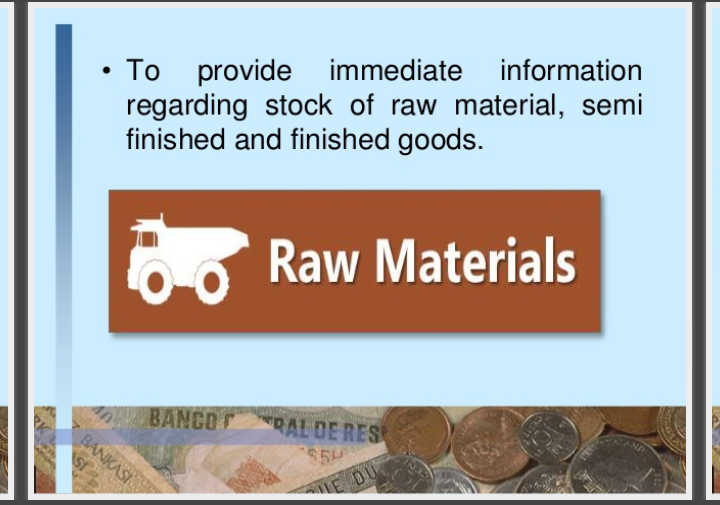 • To provide immediate information
regarding stock of raw material, semi
finished and finished goods.
Raw Materials
BANCO
RAL DE RES
BANKASI